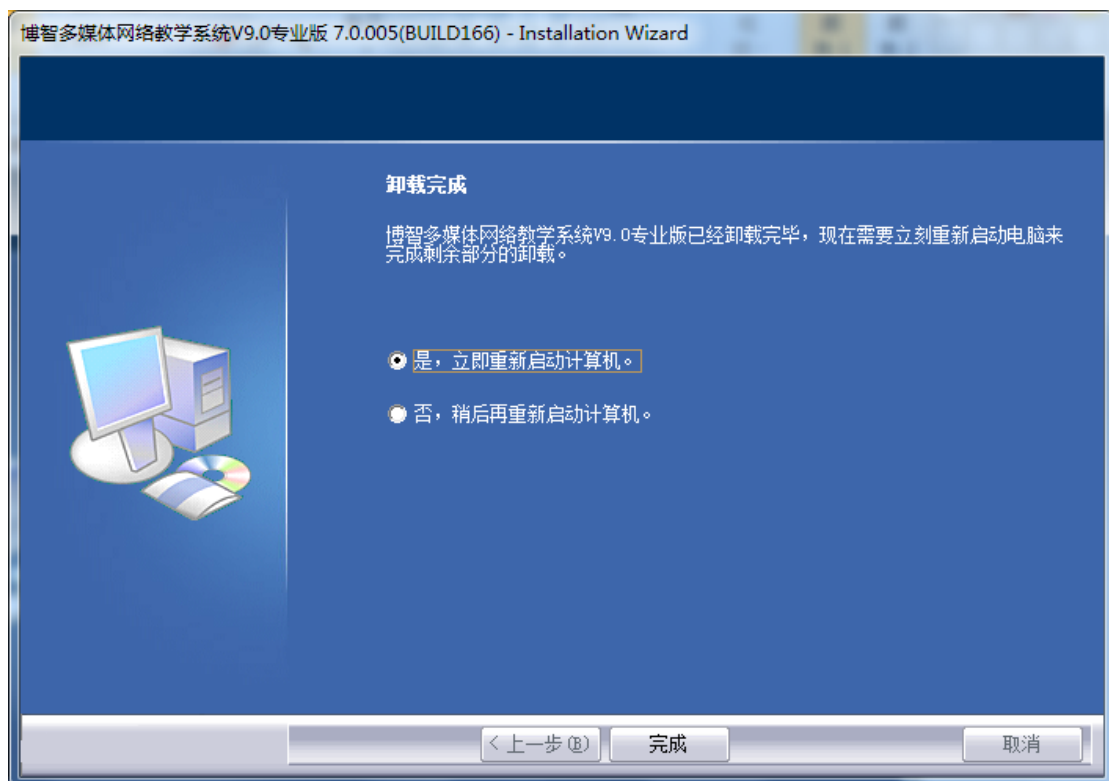 博智多媒体网络教学系统V9.0专业版 7.0.005(BUILD166) - Installation Wizard
卸载完成
博智多媒体网络教学系统V9.0专业版已经卸载完毕，现在需要立刻重新启动电脑来
完成剩余部分的卸载。
是，立即重新启动计算机。
否，稍后再重新启动计算机。
< 上一步(B)
完成
取消